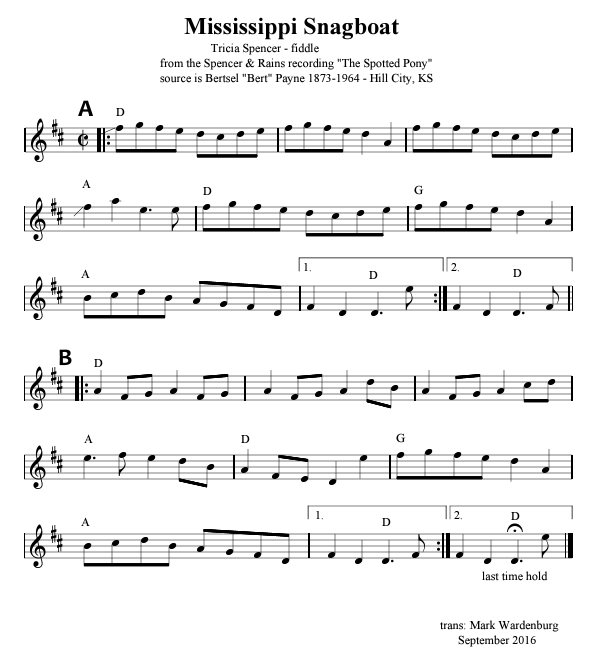 Mississippi Snagboat
Tricia Spencer - fiddle
from the Spencer & Rains recording "The Spotted Pony"
source is Bertsel "Bert" Payne 1873-1964 - Hill City, KS
A
D
A D G
A 1. D 2. D
B
D
A D G
A 1. D 2. D
last time hold
trans: Mark Wardenburg
September 2016